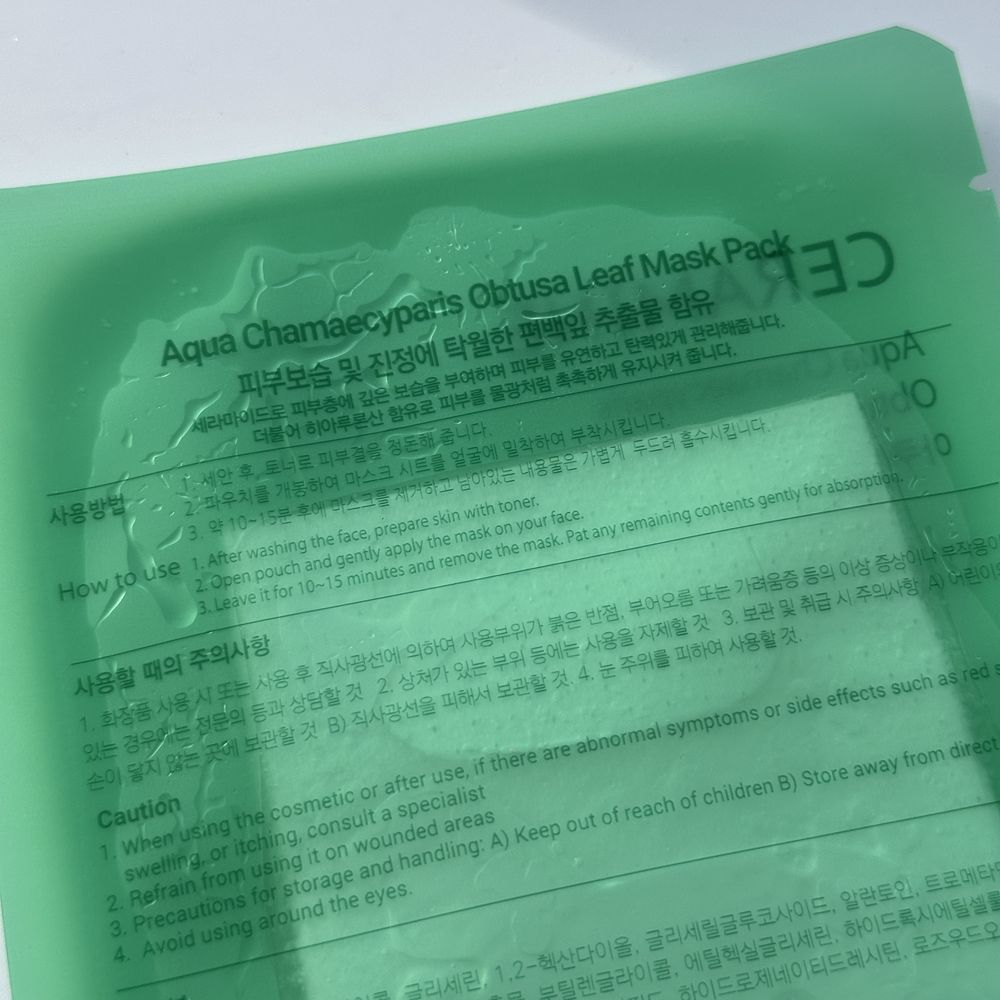 Aqua Chamaecyparis Obtusa Leaf Mask Pack
피부보습 및 진정에 탁월한 편백잎 추출물 함유
세라마이드로 피부층에 깊은 보습을 부여하며 피부를 유연하고 탄력있게 관리해줍니다.
더불어 히아루론산 함유로 피부를 물광처럼 촉촉하게 유지시켜 줍니다.
사용방법
1. 세안 후, 토너로 피부결을 정돈해 줍니다.
2. 파우치를 개봉하여 마스크 시트를 얼굴에 밀착하여 부착시킵니다.
3. 약 10~15분 후에 마스크를 제거하고 남아있는 내용물은 가볍게 두드려 흡수시킵니다.
How to use
1. After washing the face, prepare skin with toner.
2. Open pouch and gently apply the mask on your face.
3. Leave it for 10~15 minutes and remove the mask. Pat any remaining contents gently for absorption.
사용할 때의 주의사항
1. 화장품 사용 시 또는 사용 후 직사광선에 의하여 사용부위가 붉은 반점, 부어오름 또는 가려움증 등의 이상 증상이나 부작용이
있는 경우에는 전문의 등과 상담할 것 2. 상처가 있는 부위 등에는 사용을 자제할 것 3. 보관 및 취급 시 주의사항 A) 어린이의
손이 닿지 않는 곳에 보관할 것 B) 직사광선을 피해서 보관할 것. 4. 눈 주위를 피하여 사용할 것.
Caution
1. When using the cosmetic or after use, if there are abnormal symptoms or side effects such as red
swelling, or itching, consult a specialist
2. Refrain from using it on wounded areas
3. Precautions for storage and handling: A) Keep out of reach of children B) Store away from direct
4. Avoid using around the eyes.
글리세린, 1,2-헥산다이올, 글리세릴글루코사이드, 알란토인,
부틸렌글라이콜, 에틸헥실글리세린,
하이드로제네이티드레시틴,
CERA
Aqua